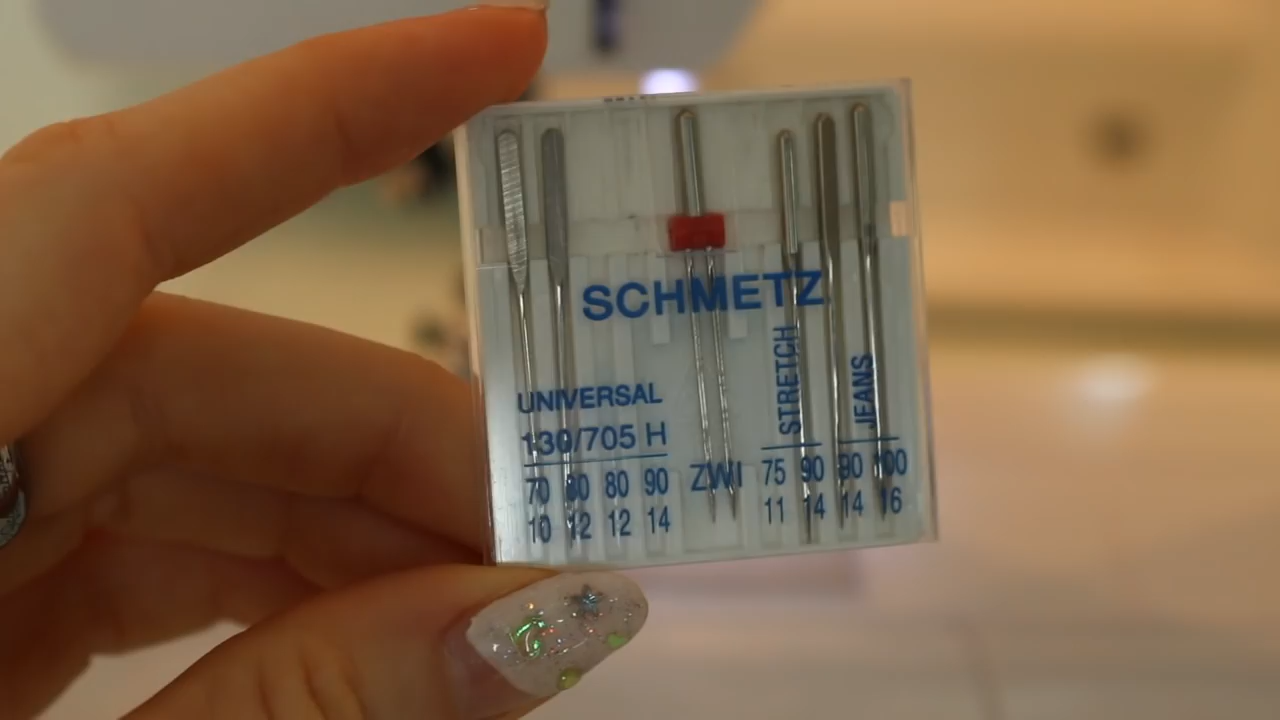 SCHMETZ
UNIVERSAL
130/705 H
70 80 80 90
10 12 12 14
ZWI
STRETCH
75 90
11 14
JEANS
90 100
14 16